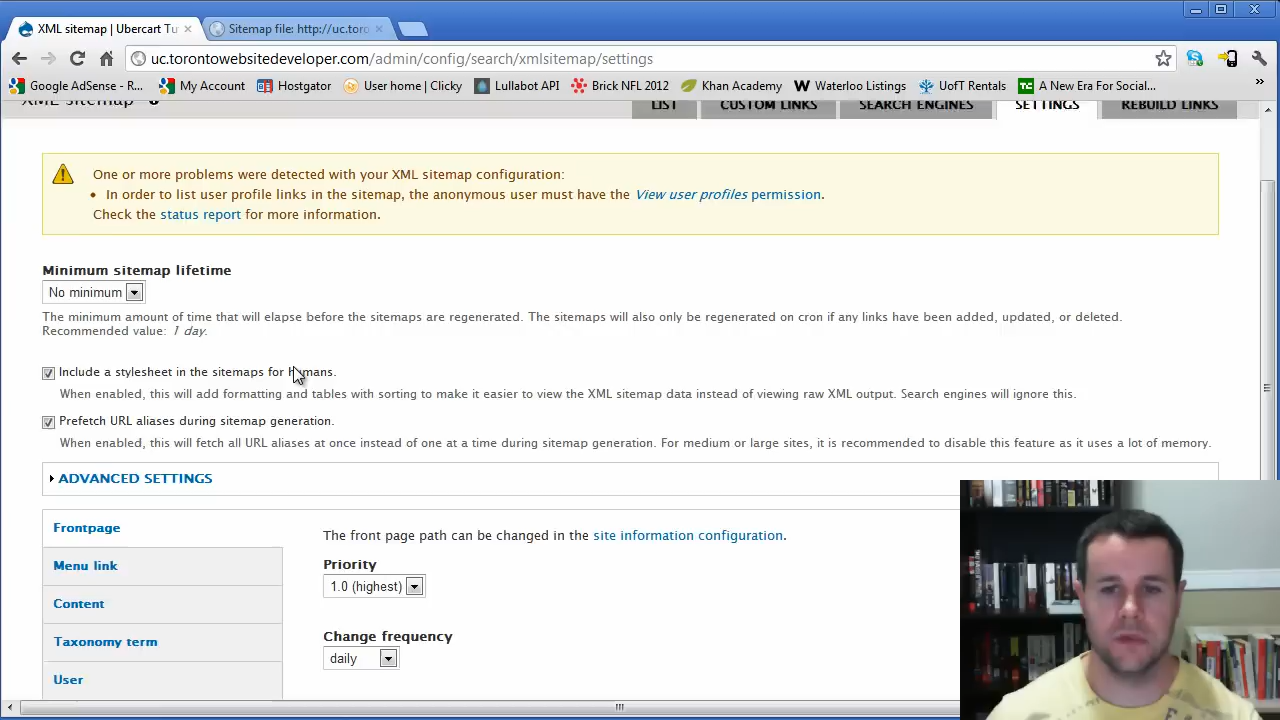 XML sitemap | Ubercart Tu
Sitemap file: http://uc.toro
uc.torontowebsitedeveloper.com/admin/config/search/xmlsitemap/settings
Google AdSense - R...
My Account
Hostgator
User home | Clicky
Lullabot API
Brick NFL 2012
Khan Academy
Waterloo Listings
UofT Rentals
A New Era For Social...
XML sitemap
LIST
CUSTOM LINKS
SEARCH ENGINES
SETTINGS
REBUILD LINKS
One or more problems were detected with your XML sitemap configuration:
• In order to list user profile links in the sitemap, the anonymous user must have the View user profiles permission.
Check the status report for more information.
Minimum sitemap lifetime
No minimum
The minimum amount of time that will elapse before the sitemaps are regenerated. The sitemaps will also only be regenerated on cron if any links have been added, updated, or deleted.
Recommended value: 1 day.
Include a stylesheet in the sitemaps for humans.
When enabled, this will add formatting and tables with sorting to make it easier to view the XML sitemap data instead of viewing raw XML output. Search engines will ignore this.
Prefetch URL aliases during sitemap generation.
When enabled, this will fetch all URL aliases at once instead of one at a time during sitemap generation. For medium or large sites, it is recommended to disable this feature as it uses a lot of memory.
ADVANCED SETTINGS
Frontpage
Menu link
Content
Taxonomy term
User
The front page path can be changed in the site information configuration.
Priority
1.0 (highest)
Change frequency
daily